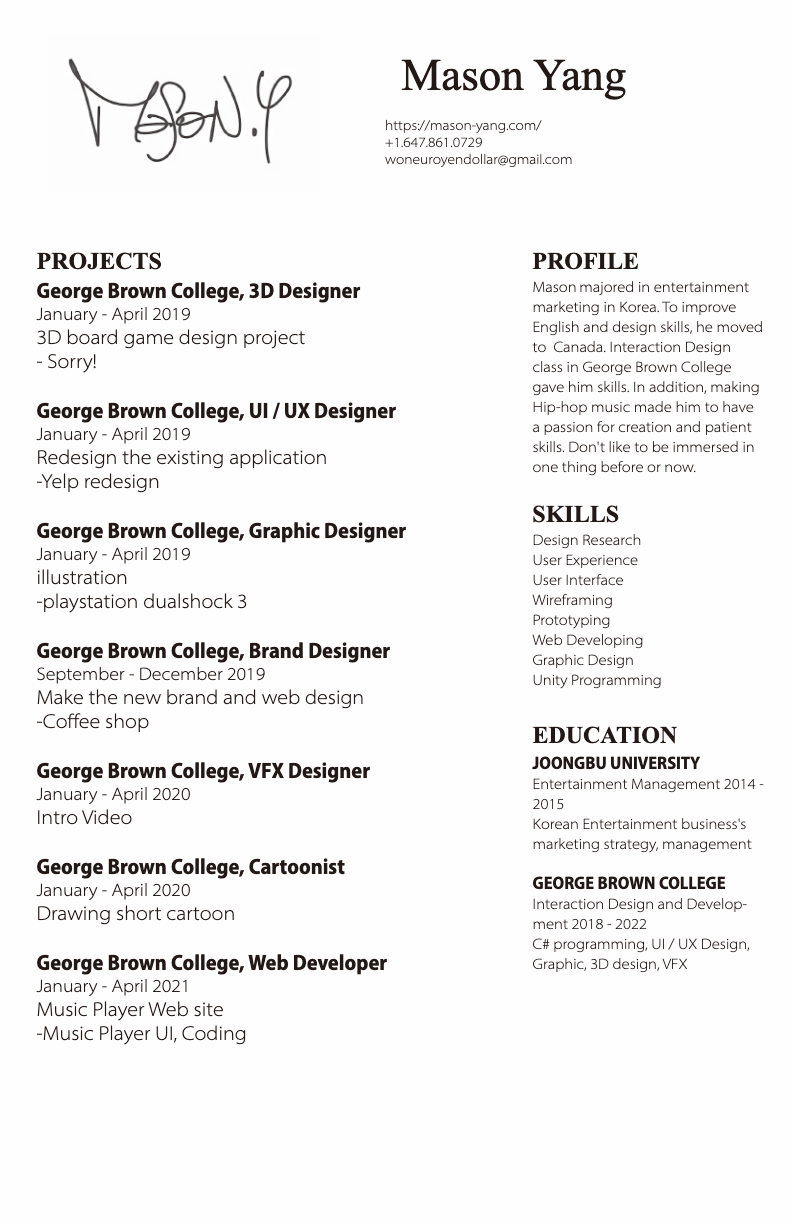 MASON.Y
Mason Yang
https://mason-yang.com/
+1.647.861.0729
woneuroyendollar@gmail.com
PROJECTS
George Brown College, 3D Designer
January - April 2019
3D board game design project
- Sorry!
George Brown College, UI / UX Designer
January - April 2019
Redesign the existing application
-Yelp redesign
George Brown College, Graphic Designer
January - April 2019
illustration
-playstation dualshock 3
George Brown College, Brand Designer
September - December 2019
Make the new brand and web design
-Coffee shop
George Brown College, VFX Designer
January - April 2020
Intro Video
George Brown College, Cartoonist
January - April 2020
Drawing short cartoon
George Brown College, Web Developer
January - April 2021
Music Player Web site
-Music Player UI, Coding
PROFILE
Mason majored in entertainment
marketing in Korea. To improve
English and design skills, he moved
to  Canada. Interaction Design
class in George Brown College
gave him skills. In addition, making
Hip-hop music made him to have
a passion for creation and patient
skills. Don't like to be immersed in
one thing before or now.
SKILLS
Design Research
User Experience
User Interface
Wireframing
Prototyping
Web Developing
Graphic Design
Unity Programming
EDUCATION
JOONGBU UNIVERSITY
Entertainment Management 2014 -
2015
Korean Entertainment business's
marketing strategy, management
GEORGE BROWN COLLEGE
Interaction Design and Develop-
ment 2018 - 2022
C# programming, UI / UX Design,
Graphic, 3D design, VFX